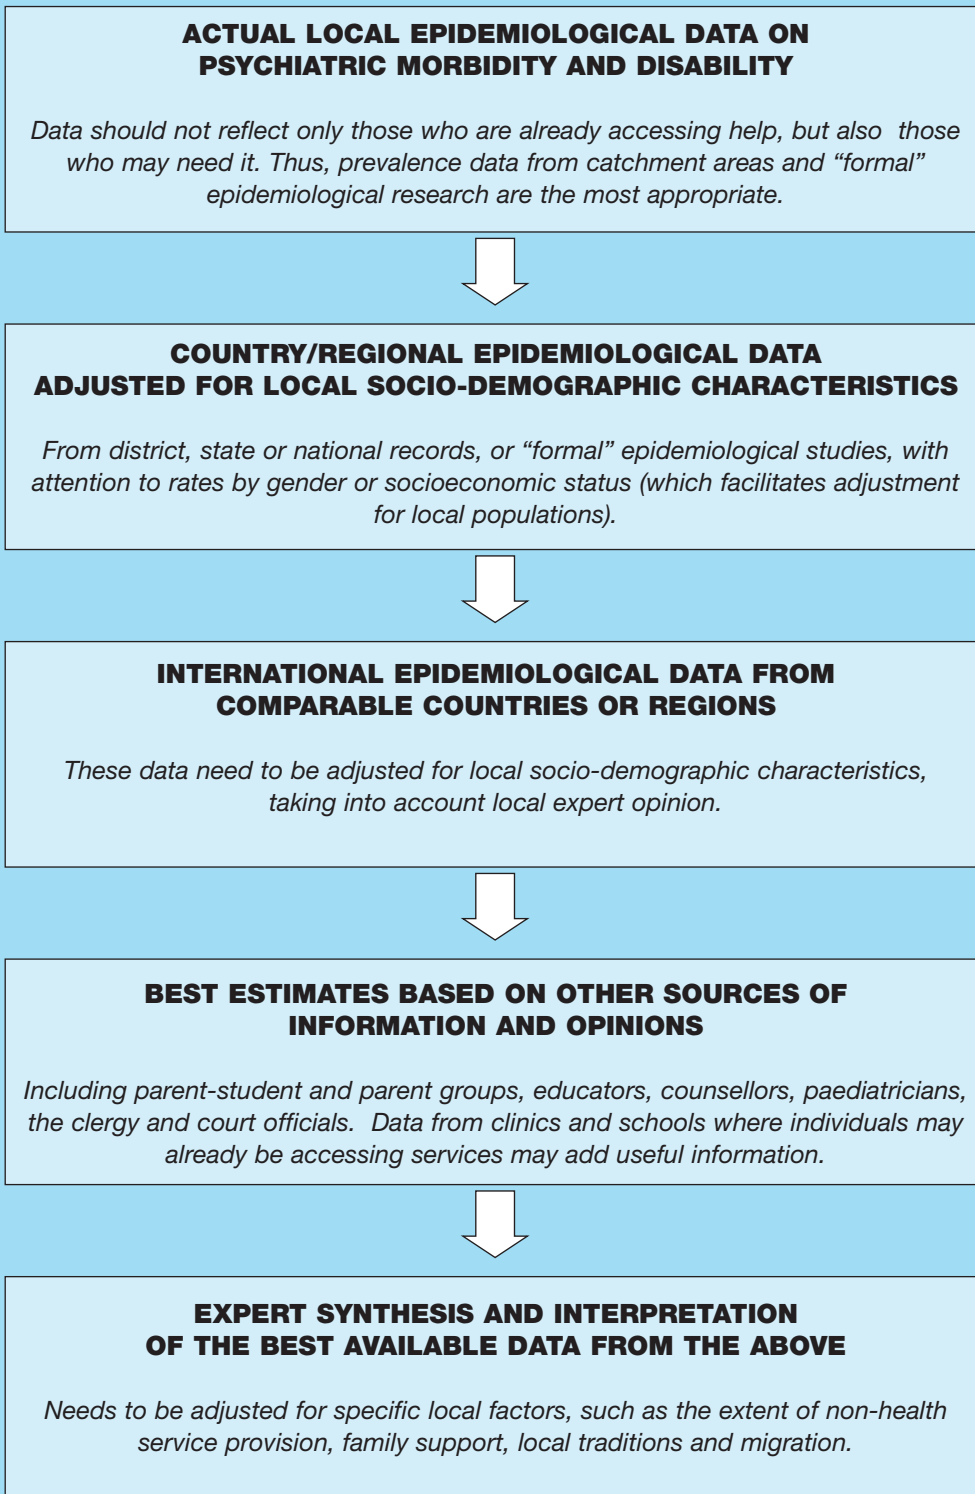 ACTUAL LOCAL EPIDEMIOLOGICAL DATA ON
PSYCHIATRIC MORBIDITY AND DISABILITY
Data should not reflect only those who are already accessing help, but also  those
who may need it. Thus, prevalence data from catchment areas and “formal”
epidemiological research are the most appropriate.
COUNTRY/REGIONAL EPIDEMIOLOGICAL DATA
ADJUSTED FOR LOCAL SOCIO-DEMOGRAPHIC CHARACTERISTICS
From district, state or national records, or “formal” epidemiological studies, with
attention to rates by gender or socioeconomic status (which facilitates adjustment
for local populations).
INTERNATIONAL EPIDEMIOLOGICAL DATA FROM
COMPARABLE COUNTRIES OR REGIONS
These data need to be adjusted for local socio-demographic characteristics,
taking into account local expert opinion.
BEST ESTIMATES BASED ON OTHER SOURCES OF
INFORMATION AND OPINIONS
Including parent-student and parent groups, educators, counsellors, paediatricians,
the clergy and court officials.  Data from clinics and schools where individuals may
already be accessing services may add useful information.
EXPERT SYNTHESIS AND INTERPRETATION
OF THE BEST AVAILABLE DATA FROM THE ABOVE
Needs to be adjusted for specific local factors, such as the extent of non-health
service provision, family support, local traditions and migration.